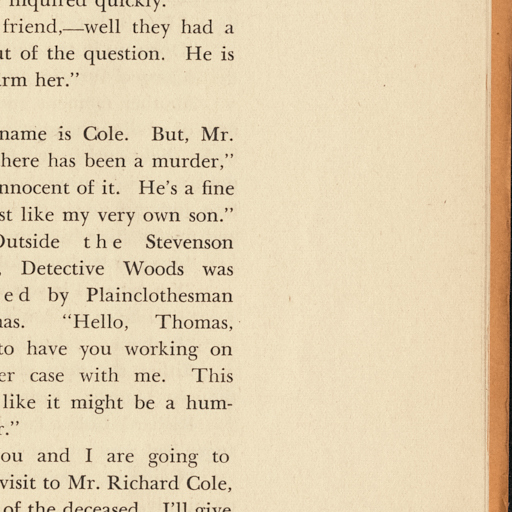 inquired quickly.
friend,—well they had a
ut of the question. He is
arm her.”
name is Cole. But, Mr.
here has been a murder,”
nnocent of it. He’s a fine
st like my very own son.”
Outside the Stevenson
, Detective Woods was
ed by Plainclothesman
as. “Hello, Thomas,
to have you working on
er case with me. This
like it might be a hum-
r.”
ou and I are going to
visit to Mr. Richard Cole,
of the deceased. I’ll give